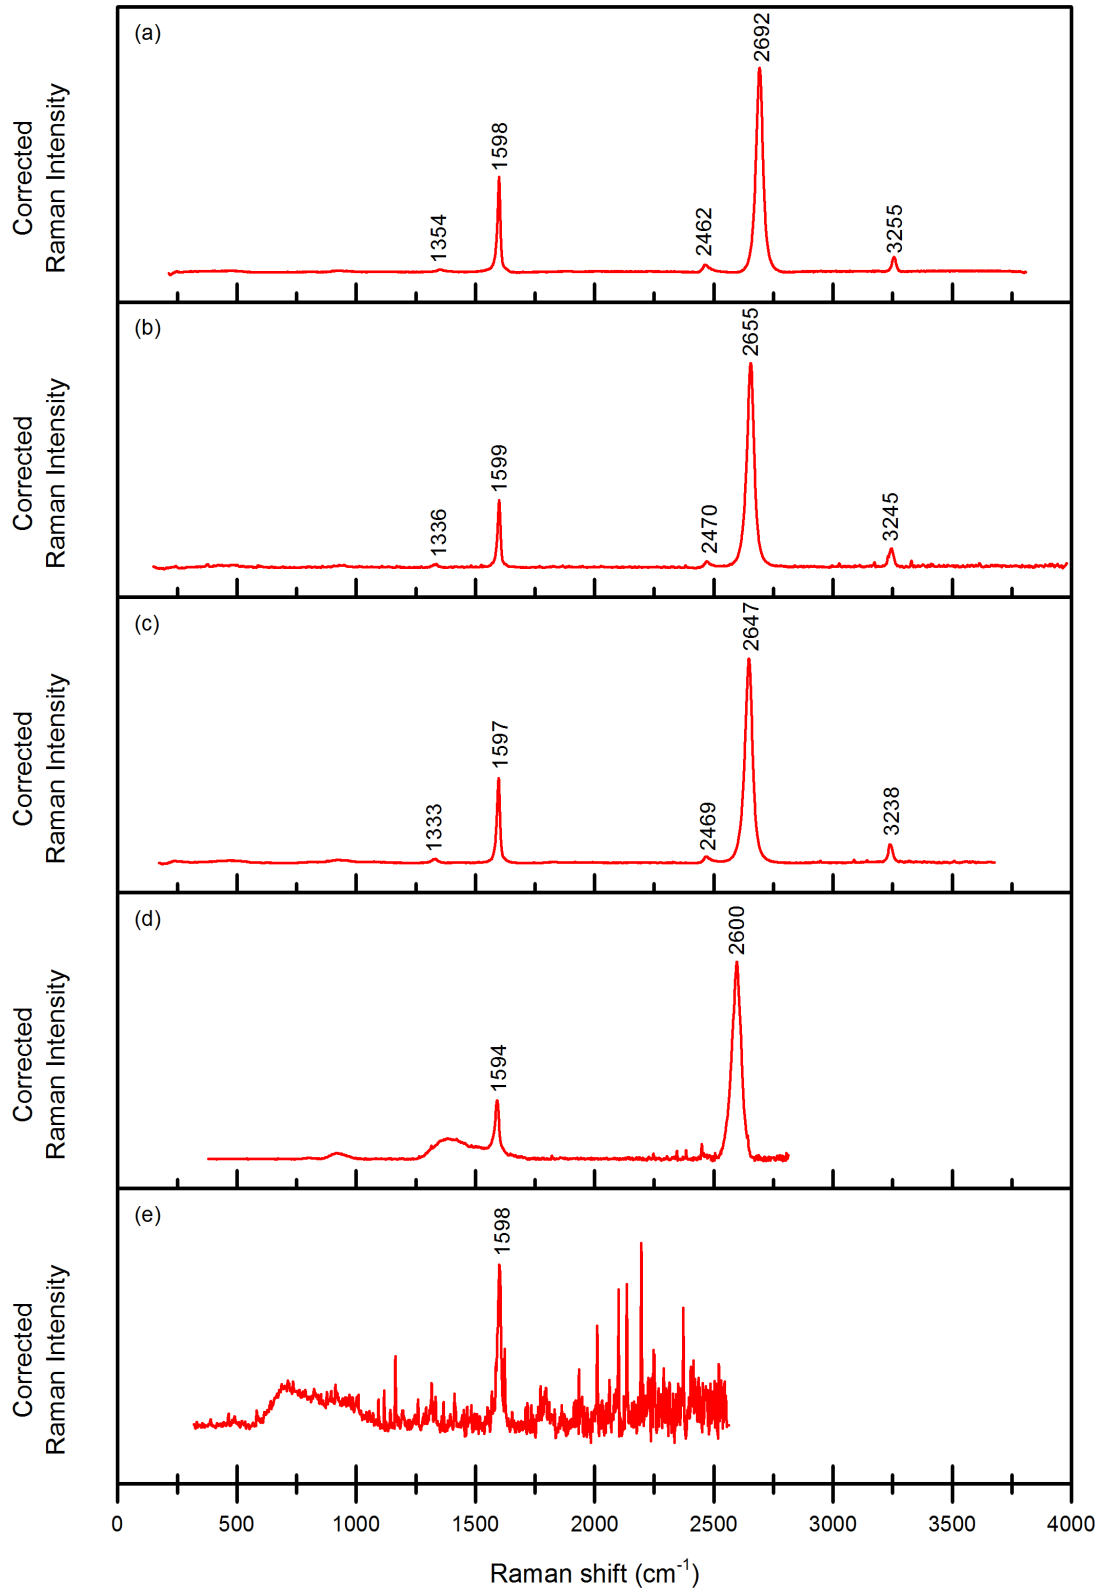 (a)
Corrected
Raman Intensity
1354
1598
2462
2692
3255
(b)
Corrected
Raman Intensity
1336
1599
2470
2655
3245
(c)
Corrected
Raman Intensity
1333
1597
2469
2647
3238
(d)
Corrected
Raman Intensity
1594
2600
(e)
Corrected
Raman Intensity
1598
0 500 1000 1500 2000 2500 3000 3500 4000
Raman shift (cm⁻¹)